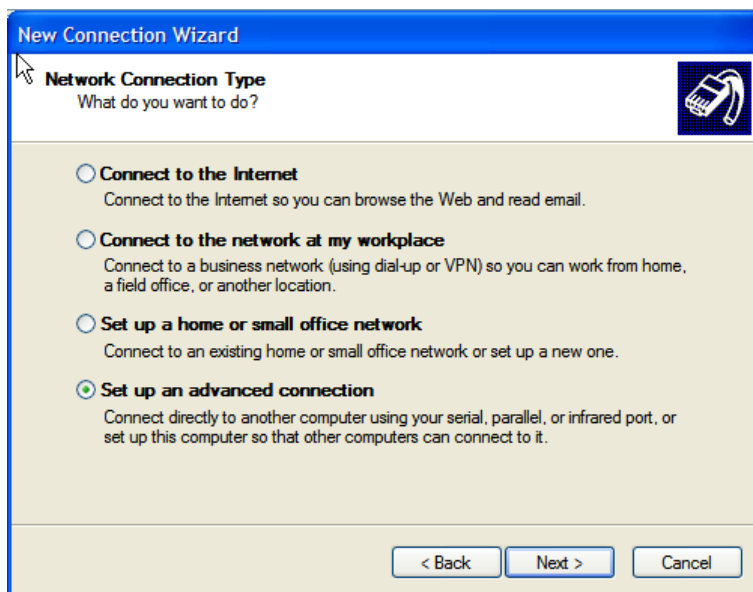 New Connection Wizard
Network Connection Type
What do you want to do?
Connect to the Internet
Connect to the Internet so you can browse the Web and read email.
Connect to the network at my workplace
Connect to a business network (using dial-up or VPN) so you can work from home,
a field office, or another location.
Set up a home or small office network
Connect to an existing home or small office network or set up a new one.
Set up an advanced connection
Connect directly to another computer using your serial, parallel, or infrared port, or
set up this computer so that other computers can connect to it.
< Back Next > Cancel